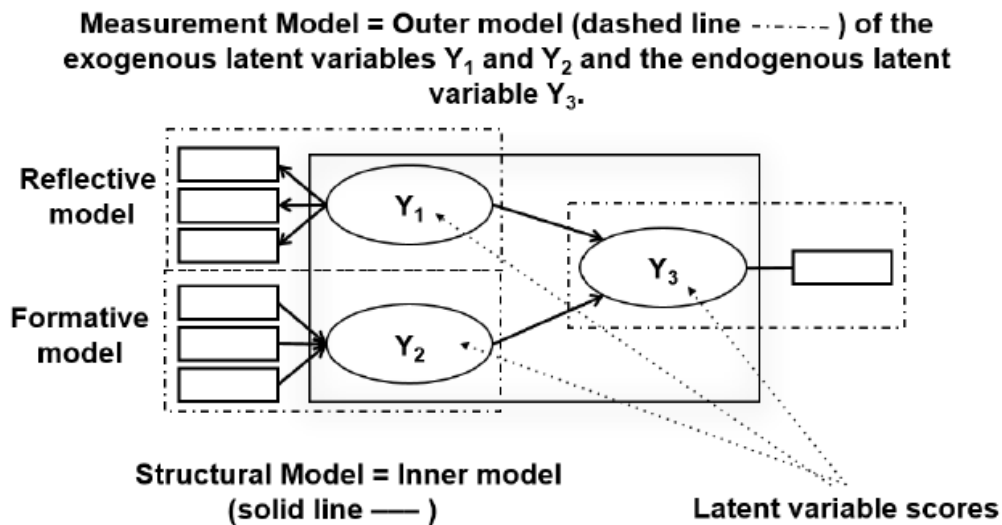 Measurement Model = Outer model (dashed line -·-·-·-·- ) of the
exogenous latent variables Y₁ and Y₂ and the endogenous latent
variable Y₃.
Reflective
model
Y₁
Y₃
Formative
model
Y₂
Structural Model = Inner model
(solid line — )
Latent variable scores